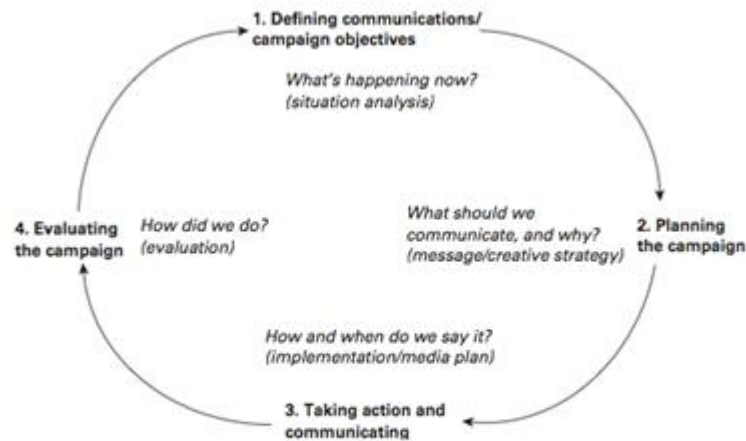 1. Defining communications/
campaign objectives
What's happening now?
(situation analysis)
What should we
communicate, and why?
(message/creative strategy)
2. Planning
the campaign
How and when do we say it?
(implementation/media plan)
3. Taking action and
communicating
4. Evaluating
the campaign
How did we do?
(evaluation)